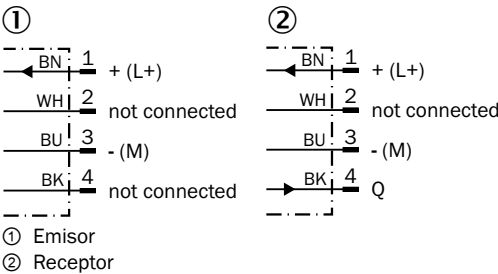 ①
BN 1 + (L+)
WH 2 not connected
BU 3 - (M)
BK 4 not connected
②
BN 1 + (L+)
WH 2 not connected
BU 3 - (M)
BK 4 Q
① Emisor
② Receptor